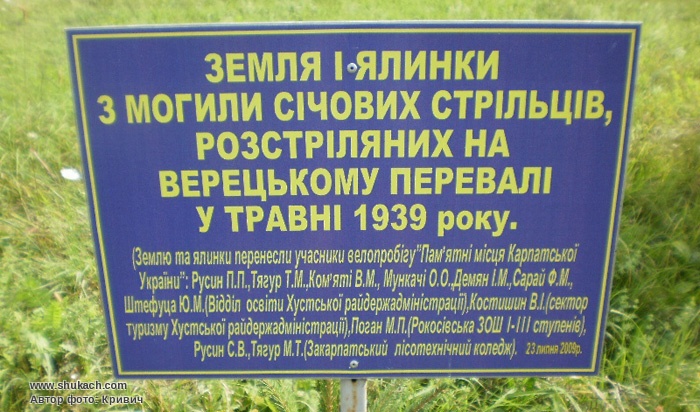 ЗЕМЛЯ І ЯЛИНКИ
З МОГИЛИ СІЧОВИХ СТРІЛЬЦІВ,
РОЗСТРІЛЯНИХ НА
ВЕРЕЦЬКОМУ ПЕРЕВАЛІ
У ТРАВНІ 1939 року.
(Землю та ялинки перенесли учасники велопробігу"Пам'ятні місця Карпатської
України": Русин П.П.,Тягур Т.М.,Ком'яті В.М., Мункачі О.О.,Демян І.М.,Сарай Ф.М.,
Штефуца Ю.М.(Відділ освіти Хустської райдержадміністрації),Костишин В.І.(сектор
туризму Хустської райдержадміністрації),Поган М.П.(Рокосівська ЗОШ І-ІІІ ступенів),
Русин С.В.,Тягур М.Т.(Закарпатський лісотехнічний коледж). 23 липня 2009р.
www.shukach.com
Автор фото- Кривич